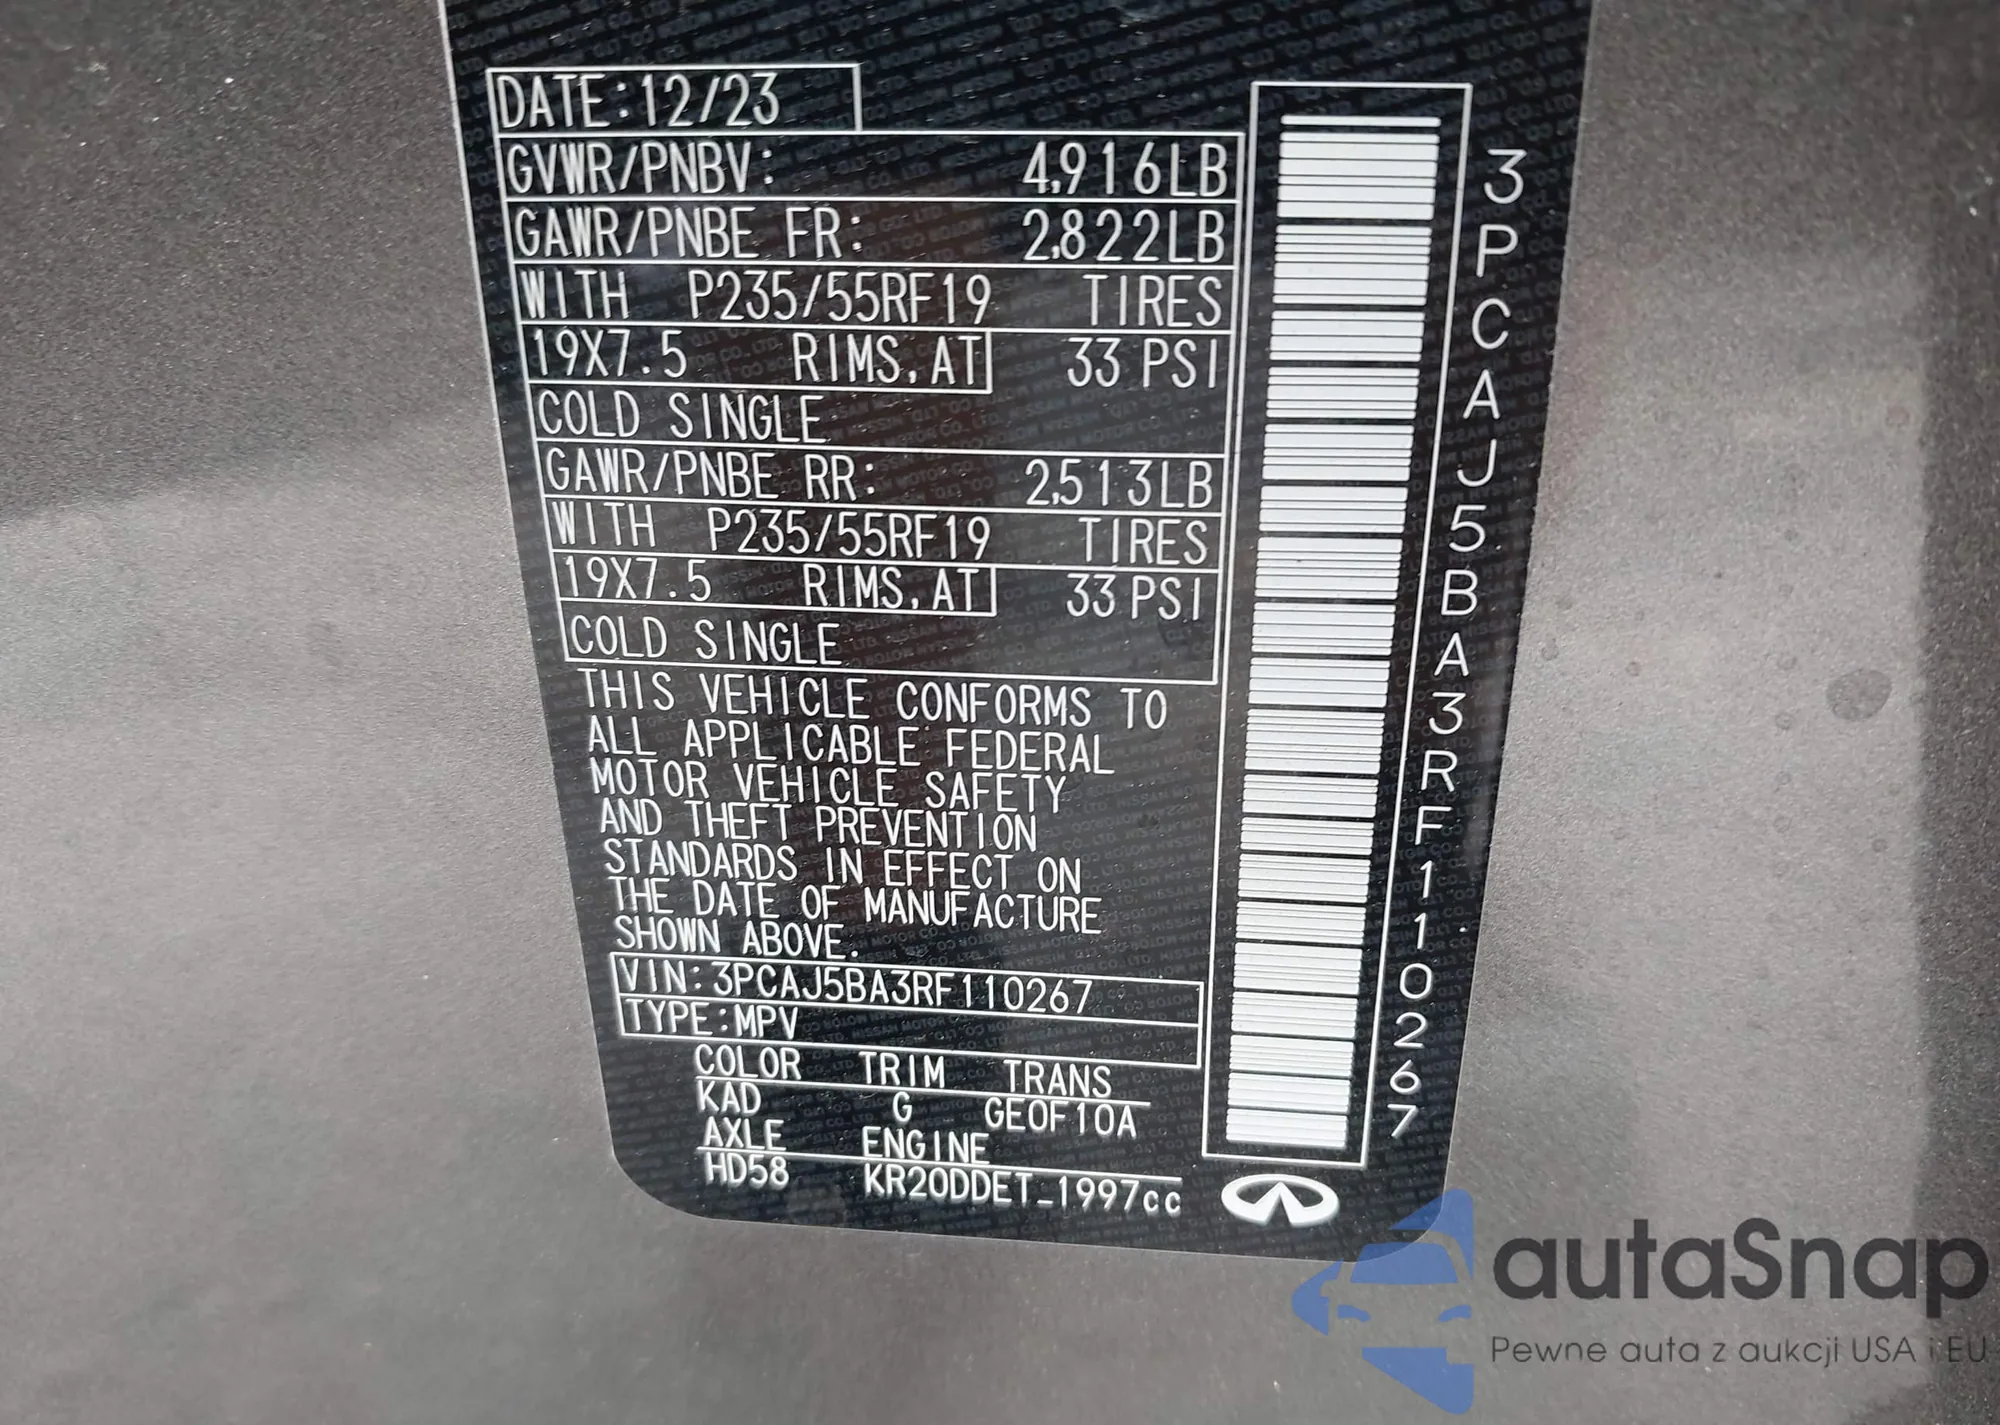 DATE:12/23
GVWR/PNBV: 4,916LB
GAWR/PNBE FR: 2,822LB
WITH P235/55RF19 TIRES
19X7.5 RIMS,AT 33 PSI
COLD SINGLE
GAWR/PNBE RR: 2,513LB
WITH P235/55RF19 TIRES
19X7.5 RIMS,AT 33 PSI
COLD SINGLE
THIS VEHICLE CONFORMS TO
ALL APPLICABLE FEDERAL
MOTOR VEHICLE SAFETY
AND THEFT PREVENTION
STANDARDS IN EFFECT ON
THE DATE OF MANUFACTURE
SHOWN ABOVE.
VIN:3PCAJ5BA3RF110267
TYPE:MPV
COLOR TRIM TRANS
KAD G GE0F10A
AXLE ENGINE
HD58 KR20DDET_1997cc
3PCAJ5BA3RF110267
autaSnap
Pewne auta z aukcji USA i EU